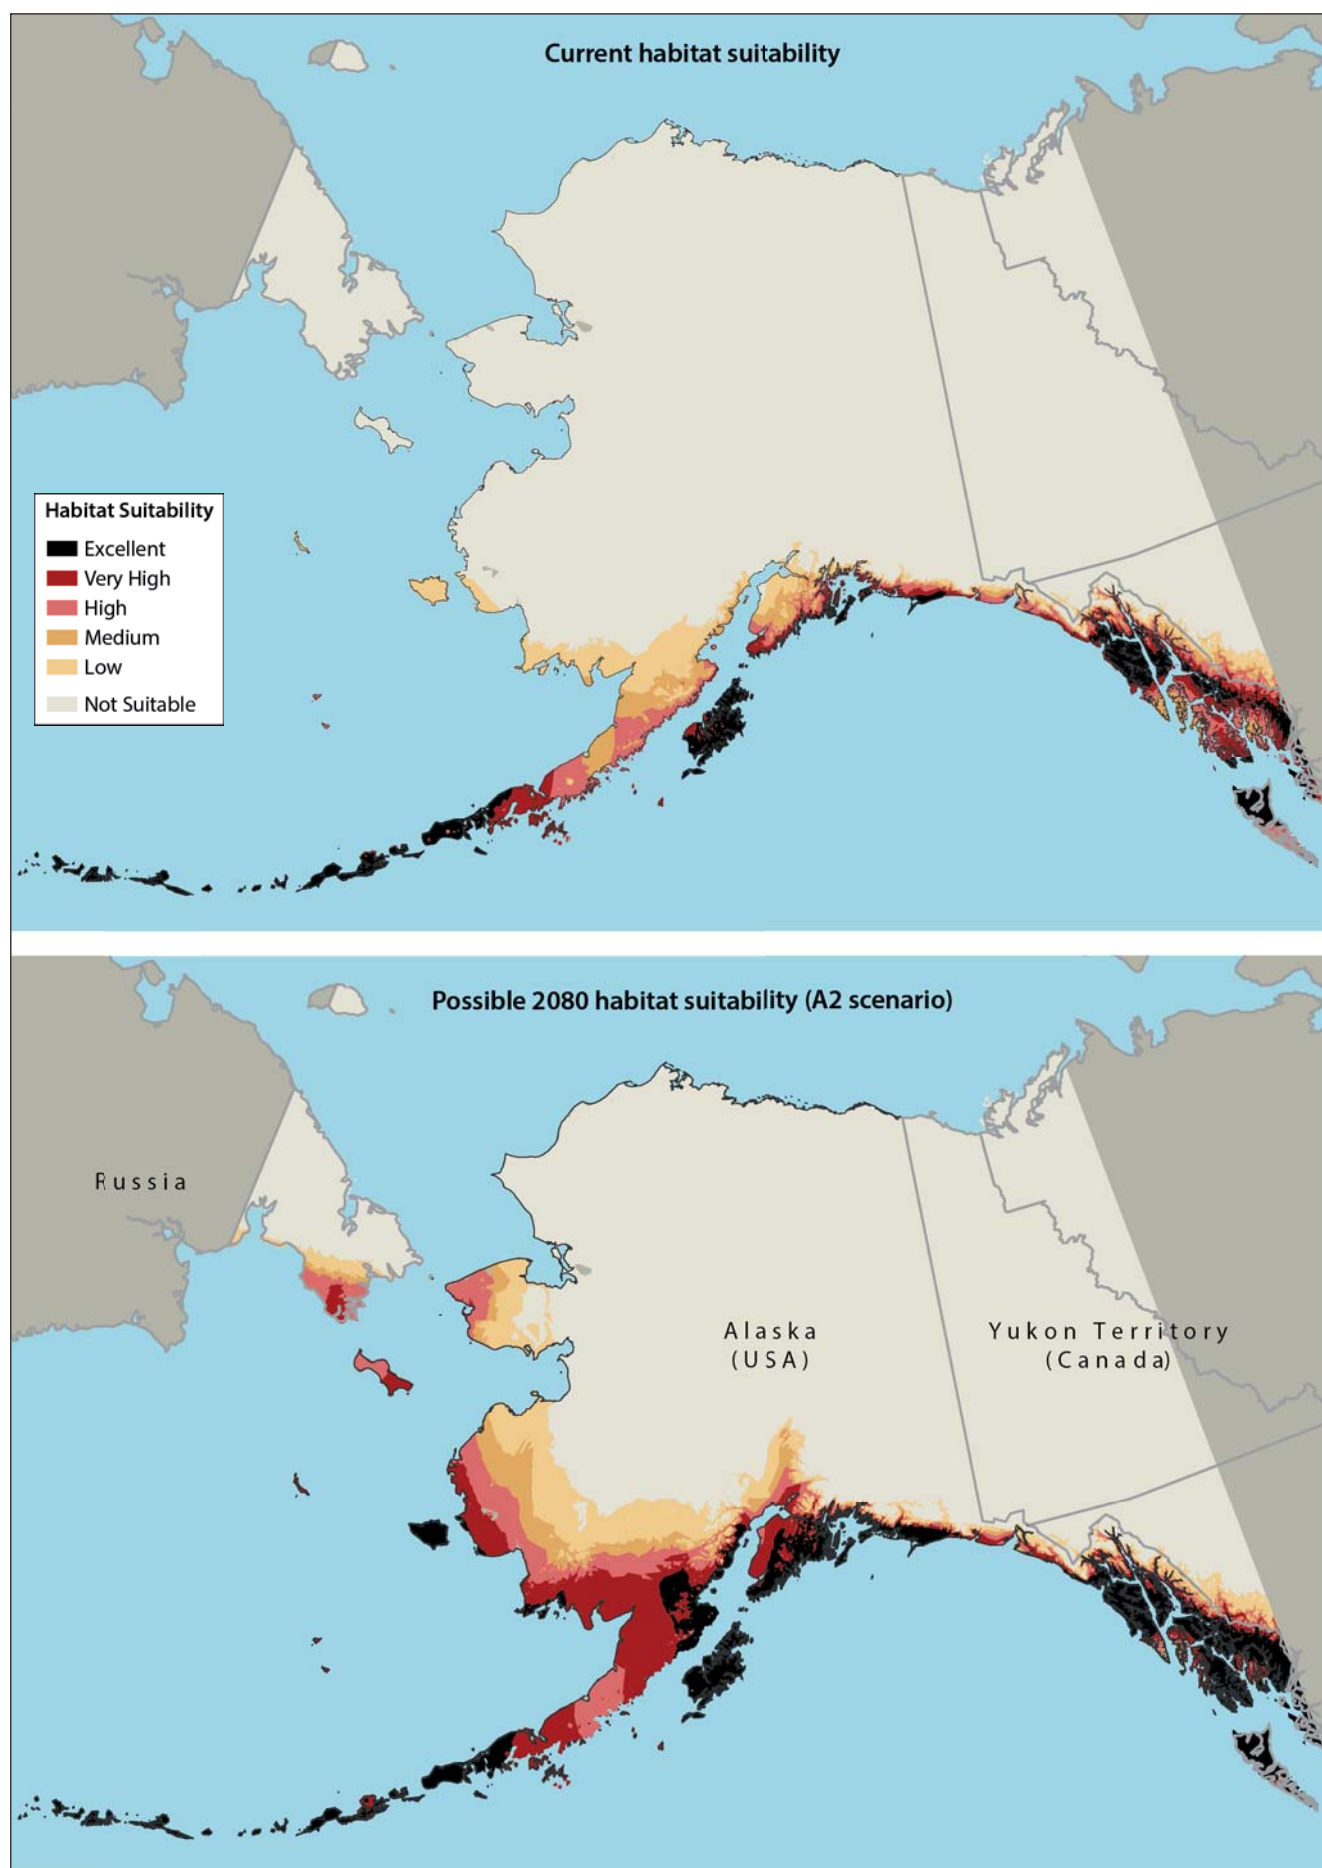 Current habitat suitability
Habitat Suitability
Excellent
Very High
High
Medium
Low
Not Suitable
Possible 2080 habitat suitability (A2 scenario)
Russia
Alaska
(USA)
Yukon Territory
(Canada)